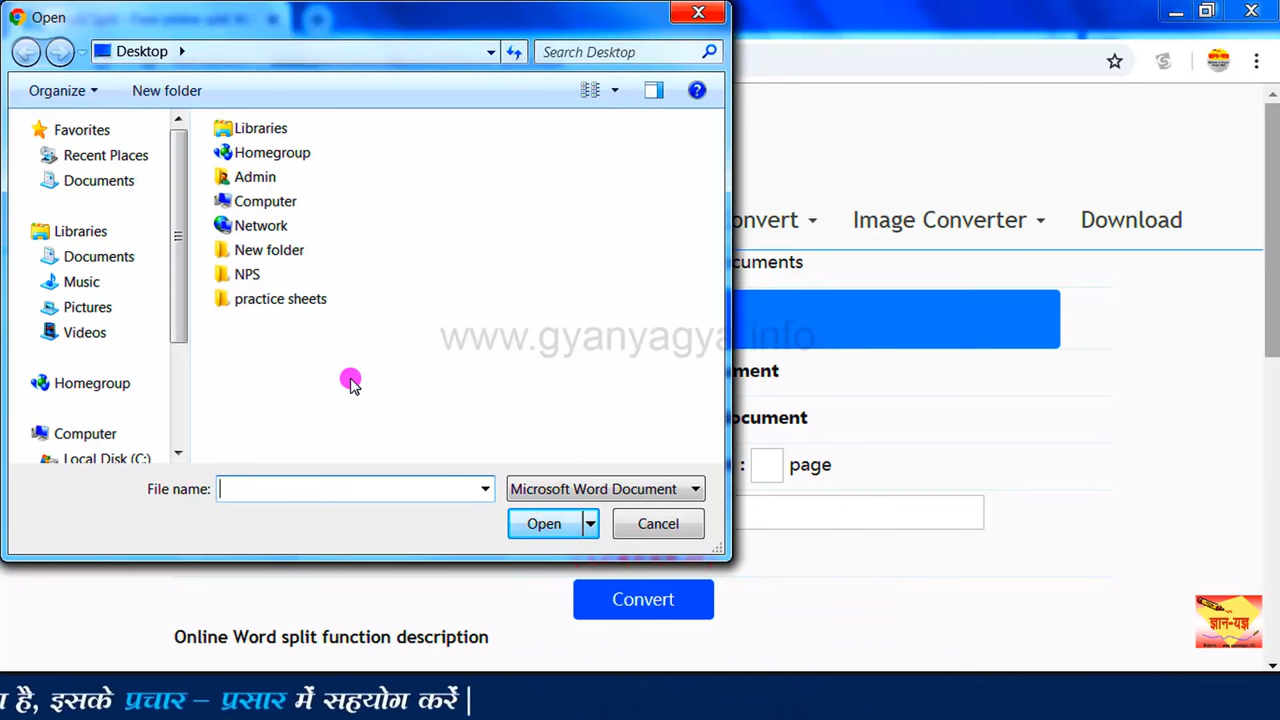 Open
Desktop
Search Desktop
Organize
New folder
Favorites
Recent Places
Documents
Libraries
Documents
Music
Pictures
Videos
Homegroup
Computer
Local Disk (C:)
Libraries
Homegroup
Admin
Computer
Network
New folder
NPS
practice sheets
File name:
Microsoft Word Document
Open
Cancel
onvert
Image Converter
Download
cuments
www.gyanyagya.info
ment
ocument
: page
Convert
Online Word split function description
ज्ञान-यज्ञ
है, इसके प्रचार – प्रसार में सहयोग करें |